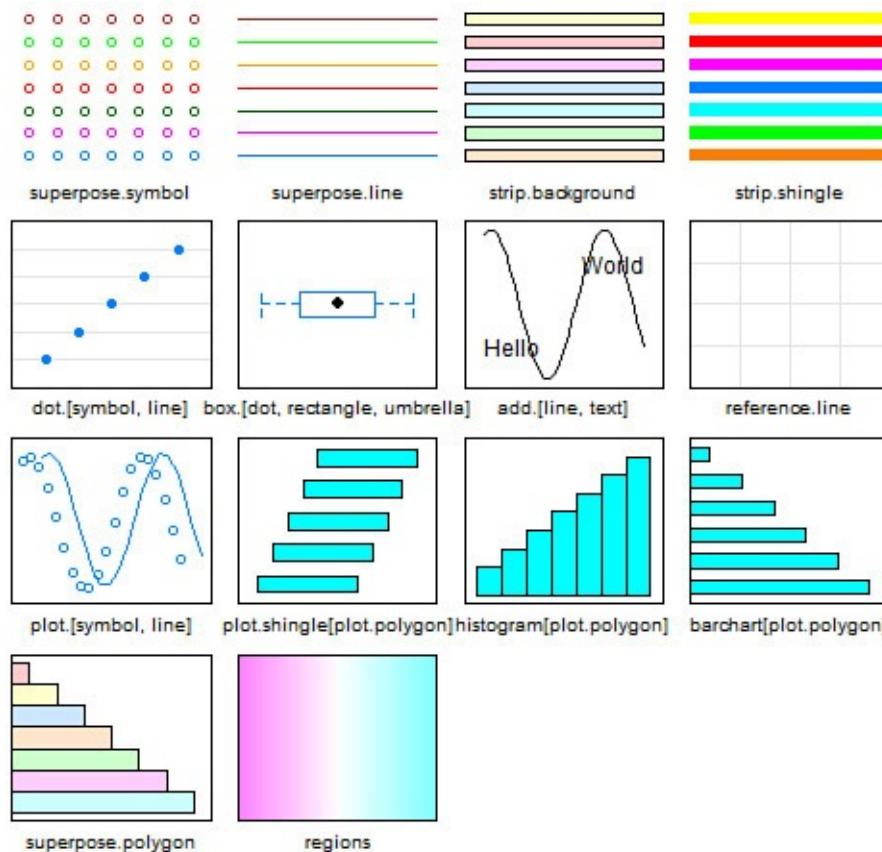 superpose.symbol
superpose.line
strip.background
strip.shingle
World
Hello
dot.[symbol, line]
box.[dot, rectangle, umbrella]
add.[line, text]
reference.line
plot.[symbol, line]
plot.shingle[plot.polygon]
histogram[plot.polygon]
barchart[plot.polygon
superpose.polygon
regions